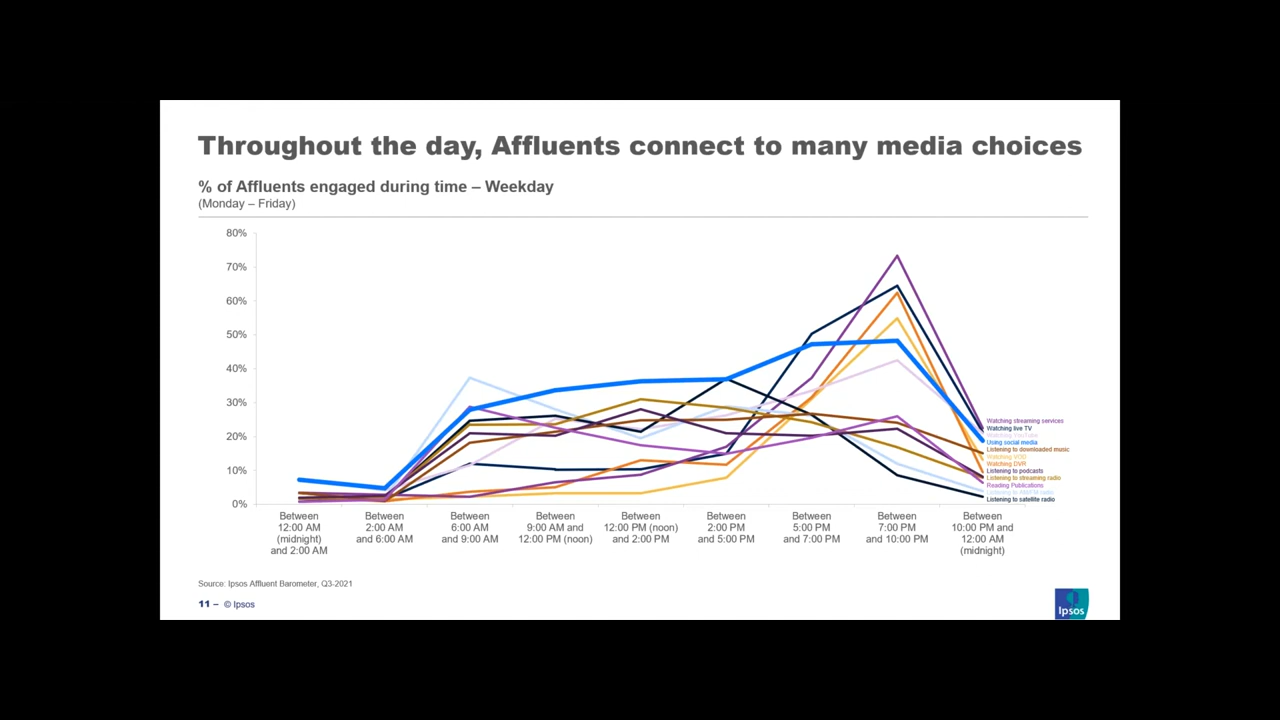 Throughout the day, Affluents connect to many media choices
% of Affluents engaged during time – Weekday
(Monday – Friday)
80%
70%
60%
50%
40%
30%
20%
10%
0%
Watching streaming services
Watching live TV
Watching YouTube
Using social media
Listening to downloaded music
Watching VOD
Watching DVR
Listening to podcasts
Listening to streaming radio
Reading Publications
Listening to AM/FM radio
Listening to satellite radio
Between
12:00 AM
(midnight)
and 2:00 AM
Between
2:00 AM
and 6:00 AM
Between
6:00 AM
and 9:00 AM
Between
9:00 AM and
12:00 PM (noon)
Between
12:00 PM (noon)
and 2:00 PM
Between
2:00 PM
and 5:00 PM
Between
5:00 PM
and 7:00 PM
Between
7:00 PM
and 10:00 PM
Between
10:00 PM and
12:00 AM
(midnight)
Source: Ipsos Affluent Barometer, Q3-2021
11 – © Ipsos
Ipsos